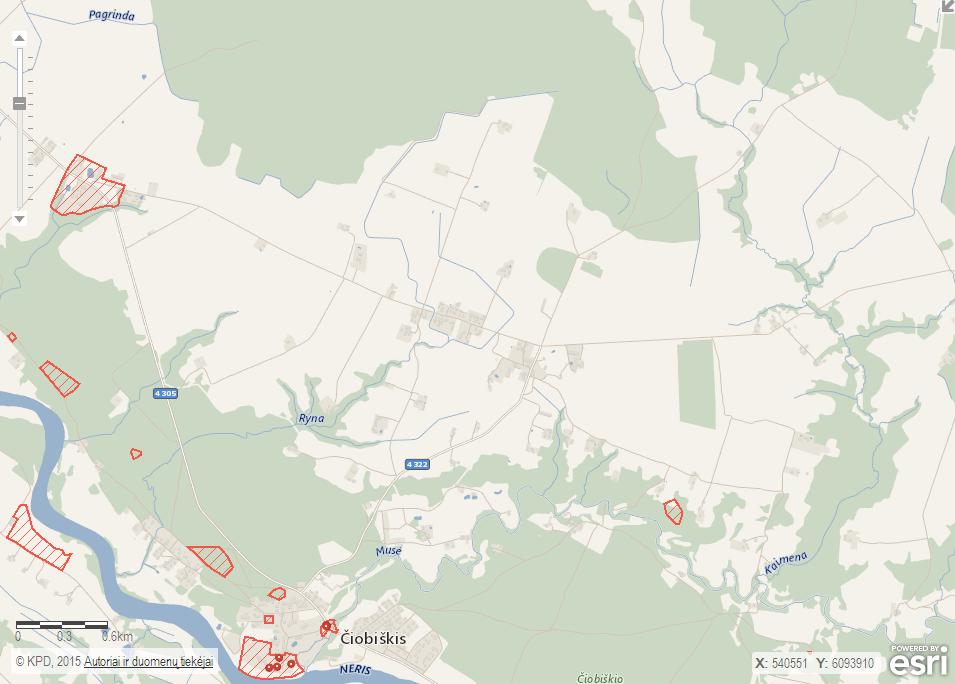 Pagrinda
4 305
Ryna
4 322
Musė
Kaimena
Čiobiškis
NERIS
Čiobiškio
0 0.3 0.6km
© KPD, 2015 Autoriai ir duomenų tiekėjai
X: 540551 Y: 6093910
POWERED BY
esri